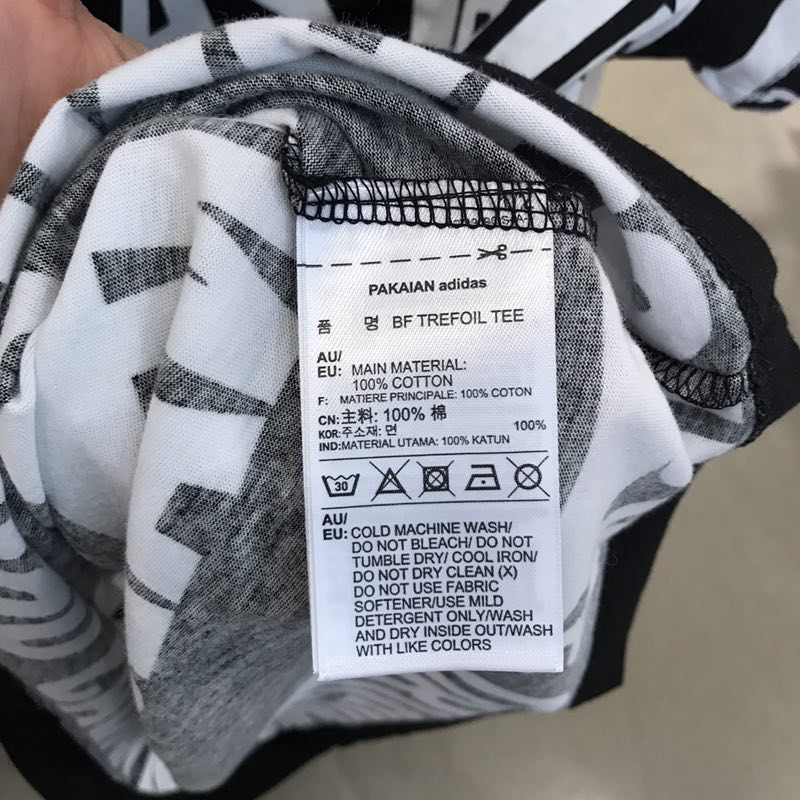 PAKAIAN adidas
품 명 BF TREFOIL TEE
AU/
EU: MAIN MATERIAL:
100% COTTON
F: MATIERE PRINCIPALE: 100% COTON
CN: 主料: 100% 棉
KOR: 주소재: 면 100%
IND: MATERIAL UTAMA: 100% KATUN
30
AU/
EU: COLD MACHINE WASH/
DO NOT BLEACH/ DO NOT
TUMBLE DRY/ COOL IRON/
DO NOT DRY CLEAN (X)
DO NOT USE FABRIC
SOFTENER/USE MILD
DETERGENT ONLY/WASH
AND DRY INSIDE OUT/WASH
WITH LIKE COLORS